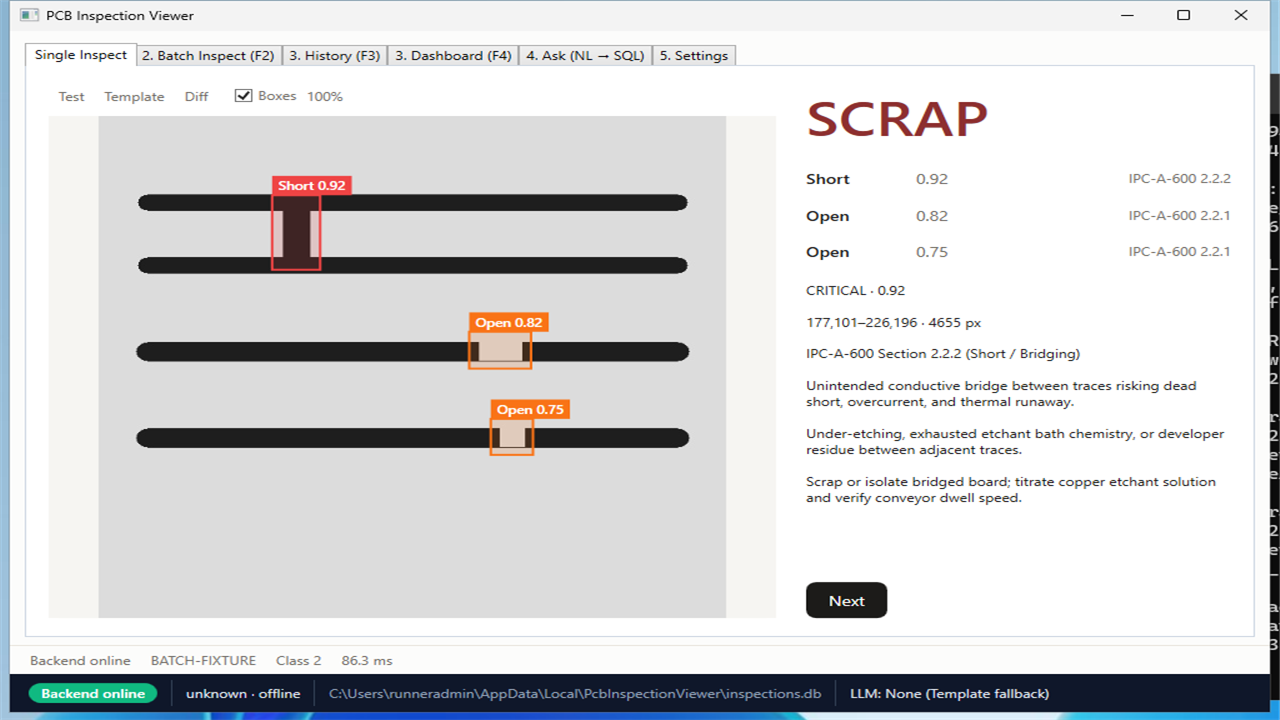 PCB Inspection Viewer
Single Inspect 2. Batch Inspect (F2) 3. History (F3) 3. Dashboard (F4) 4. Ask (NL → SQL) 5. Settings
Test Template Diff Boxes 100%
Short 0.92
Open 0.82
Open 0.75
SCRAP
Short 0.92 IPC-A-600 2.2.2
Open 0.82 IPC-A-600 2.2.1
Open 0.75 IPC-A-600 2.2.1
CRITICAL · 0.92
177,101–226,196 · 4655 px
IPC-A-600 Section 2.2.2 (Short / Bridging)
Unintended conductive bridge between traces risking dead
short, overcurrent, and thermal runaway.
Under-etching, exhausted etchant bath chemistry, or developer
residue between adjacent traces.
Scrap or isolate bridged board; titrate copper etchant solution
and verify conveyor dwell speed.
Next
Backend online BATCH-FIXTURE Class 2 86.3 ms
Backend online unknown · offline C:\Users\runneradmin\AppData\Local\PcbInspectionViewer\inspections.db LLM: None (Template fallback)